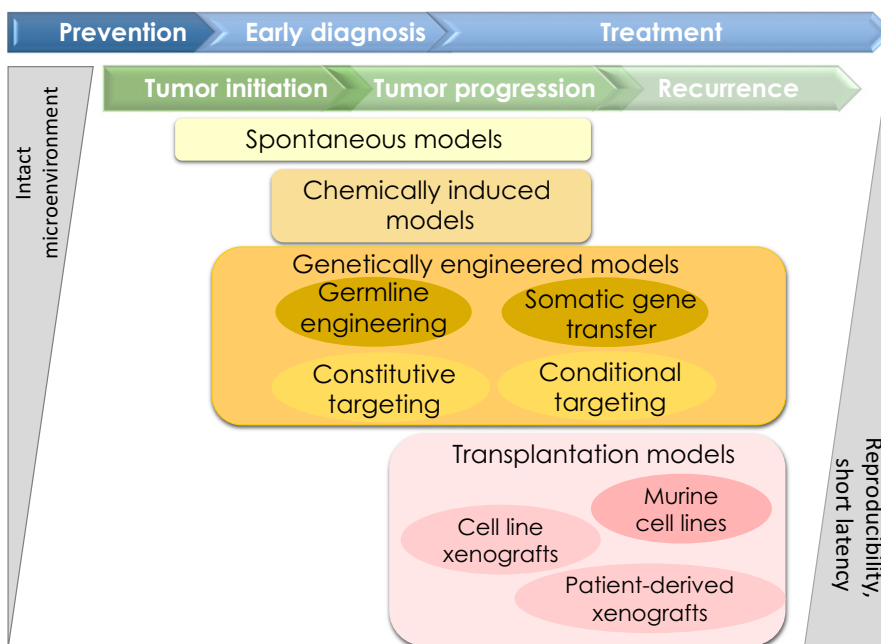 Prevention
Early diagnosis
Treatment
Tumor initiation
Tumor progression
Recurrence
Intact
microenvironment
Spontaneous models
Chemically induced
models
Genetically engineered models
Germline
engineering
Somatic gene
transfer
Constitutive
targeting
Conditional
targeting
Transplantation models
Murine
cell lines
Cell line
xenografts
Patient-derived
xenografts
Reproducibility,
short latency